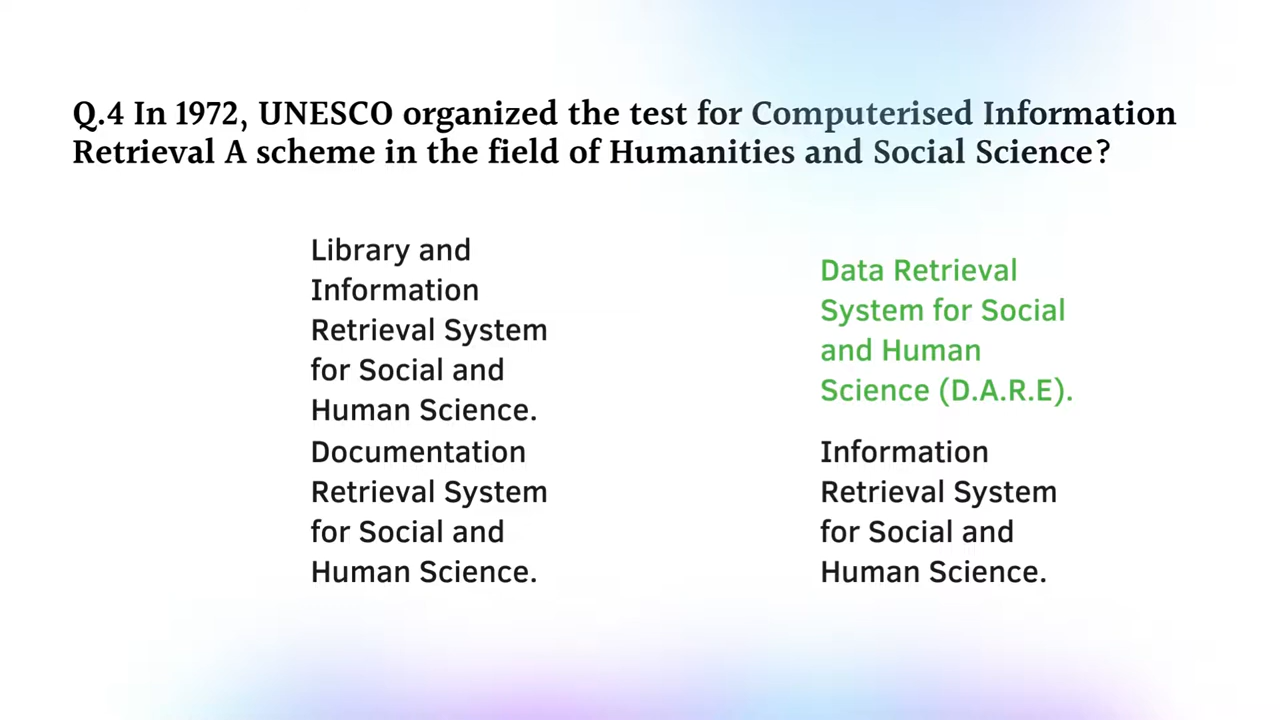 Q.4 In 1972, UNESCO organized the test for Computerised Information
Retrieval A scheme in the field of Humanities and Social Science?
Library and
Information
Retrieval System
for Social and
Human Science.
Data Retrieval
System for Social
and Human
Science (D.A.R.E).
Documentation
Retrieval System
for Social and
Human Science.
Information
Retrieval System
for Social and
Human Science.